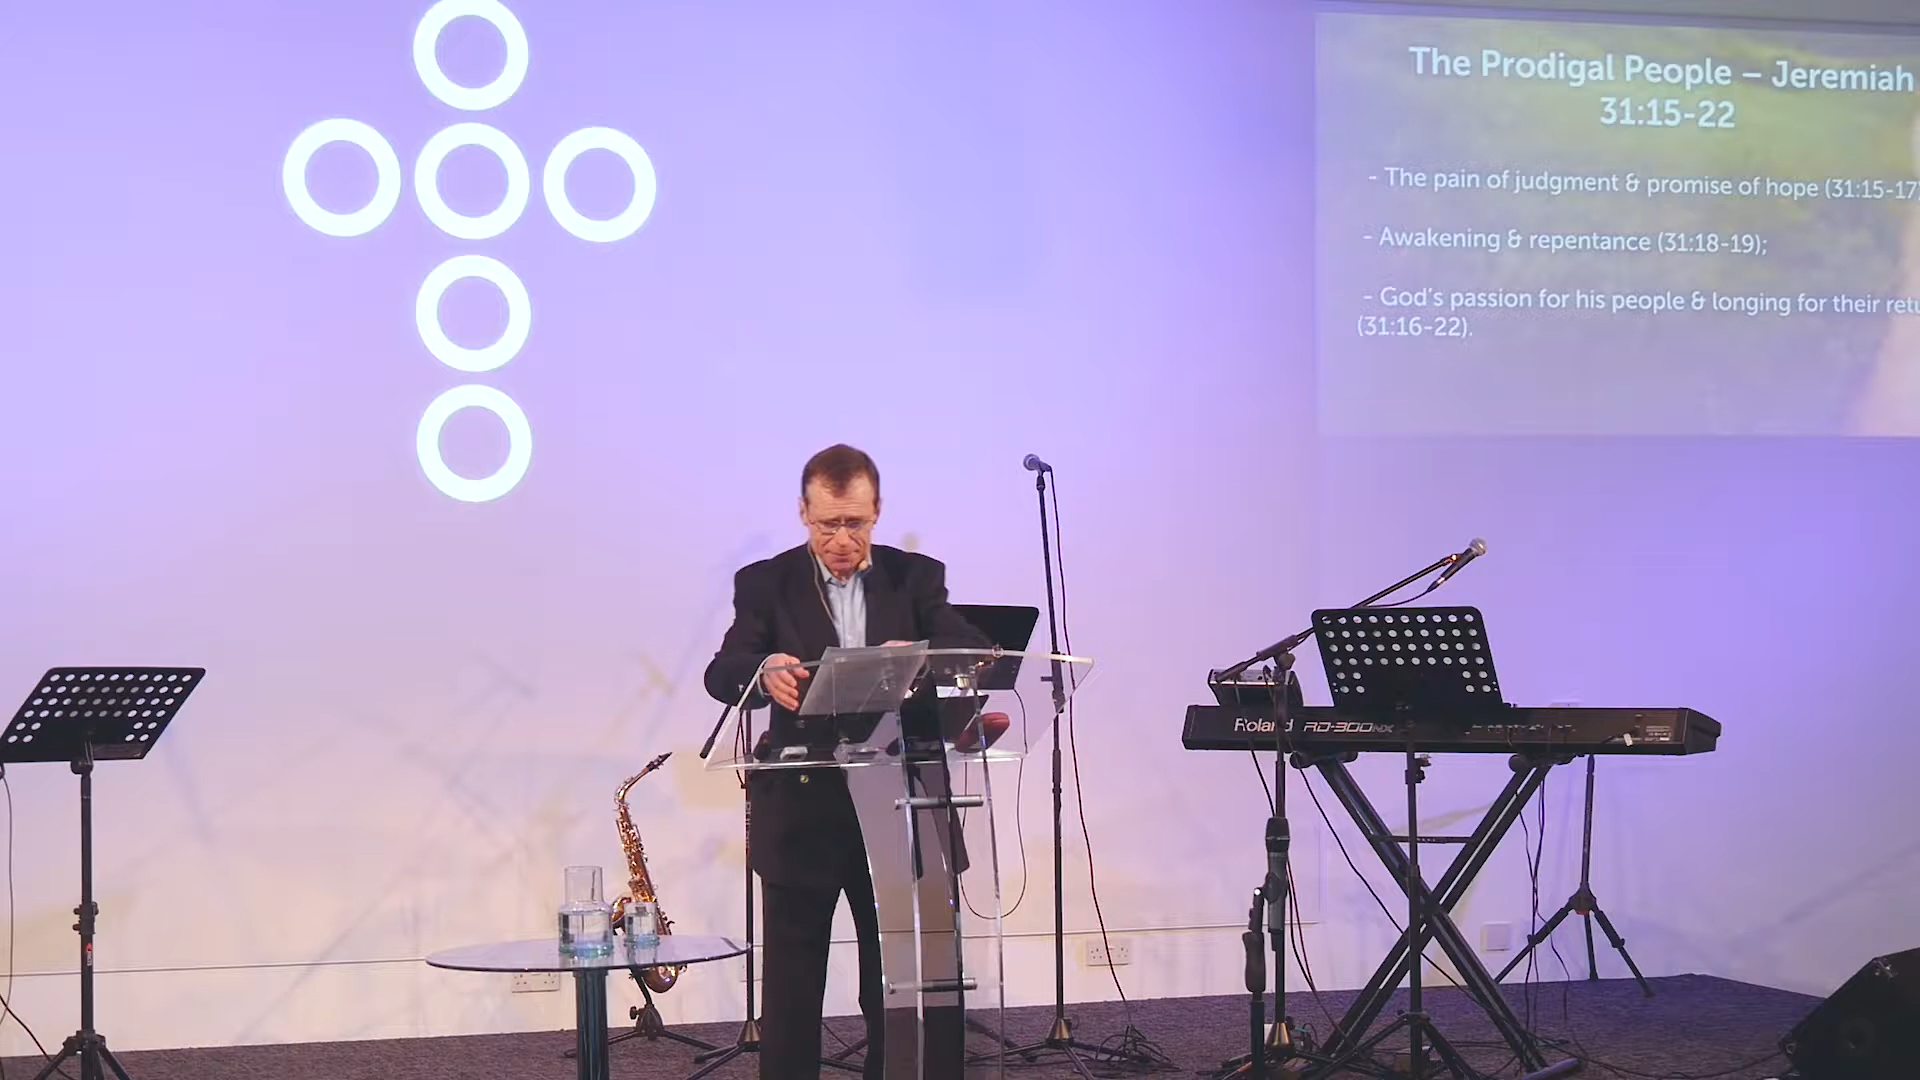 The Prodigal People – Jeremiah
31:15-22
- The pain of judgment & promise of hope (31:15-17)
- Awakening & repentance (31:18-19);
- God's passion for his people & longing for their
(31:16-22).
Roland RD-300NX